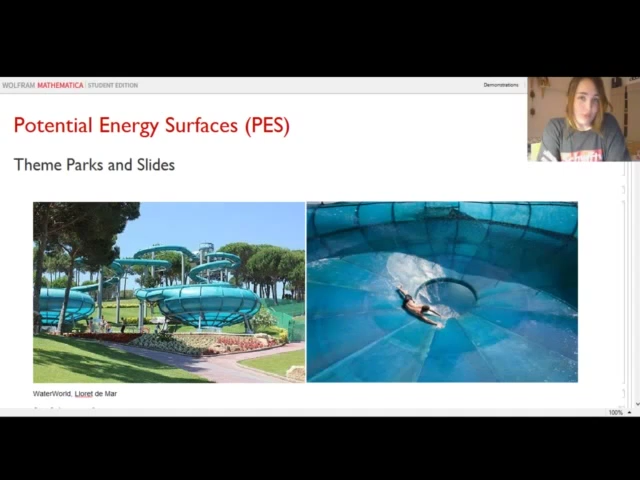 WOLFRAM MATHEMATICA | STUDENT EDITION
Demonstrations
Potential Energy Surfaces (PES)
Theme Parks and Slides
WaterWorld, Lloret de Mar
100%